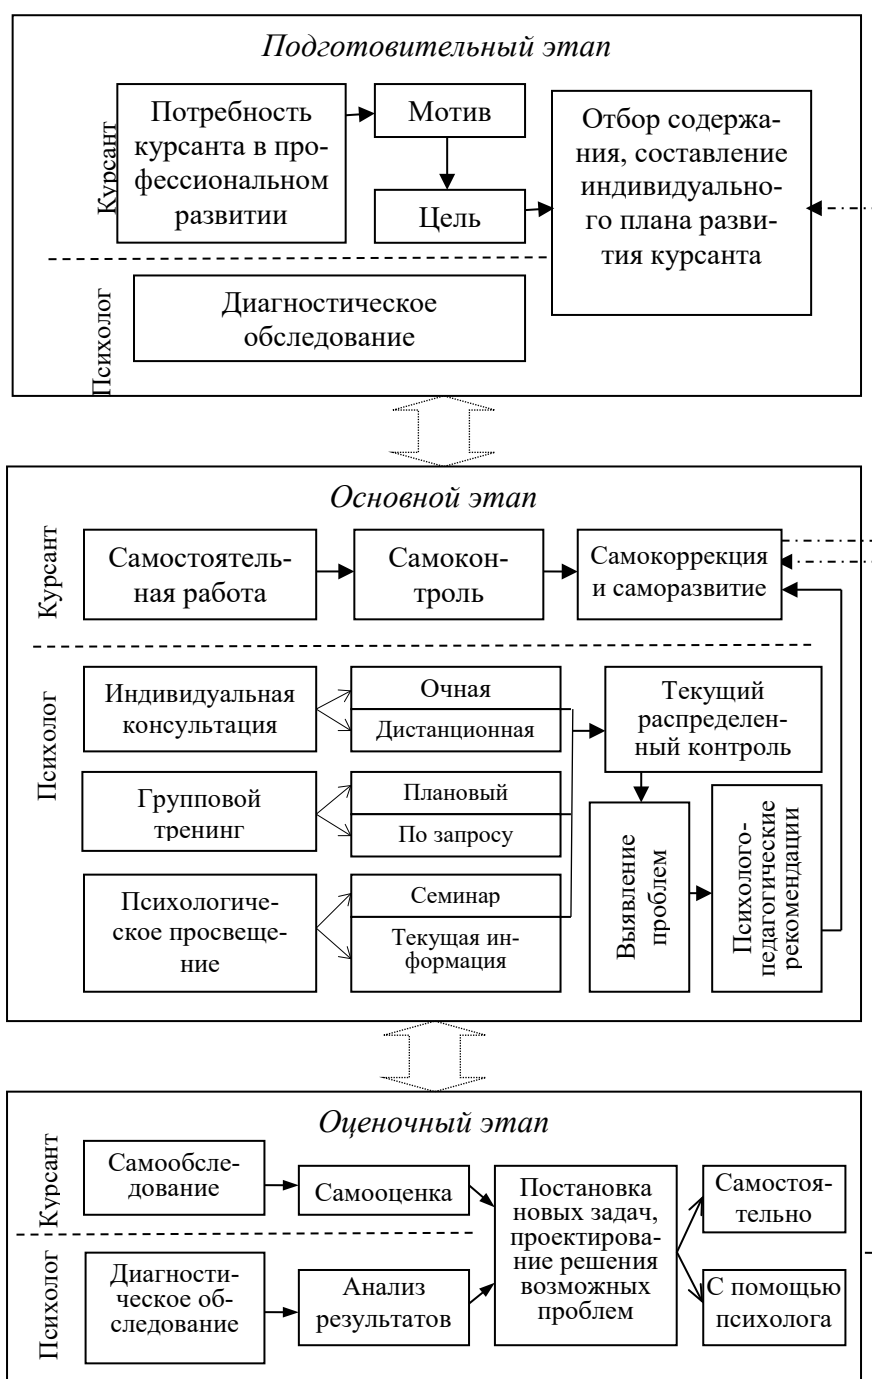 Подготовительный этап
Курсант
Потребность
курсанта в про-
фессиональном
развитии
Мотив
Цель
Отбор содержа-
ния, составление
индивидуально-
го плана разви-
тия курсанта
Психолог
Диагностическое
обследование
Основной этап
Курсант
Самостоятель-
ная работа
Самокон-
троль
Самокоррекция
и саморазвитие
Психолог
Индивидуальная
консультация
Очная
Дистанционная
Текущий
распределен-
ный контроль
Групповой
тренинг
Плановый
По запросу
Выявление
проблем
Психолого-
педагогические
рекомендации
Психологиче-
ское просвеще-
ние
Семинар
Текущая ин-
формация
Оценочный этап
Курсант
Самообсле-
дование
Самооценка
Постановка
новых задач,
проектирова-
ние решения
возможных
проблем
Самостоя-
тельно
Психолог
Диагности-
ческое об-
следование
Анализ
результатов
С помощью
психолога